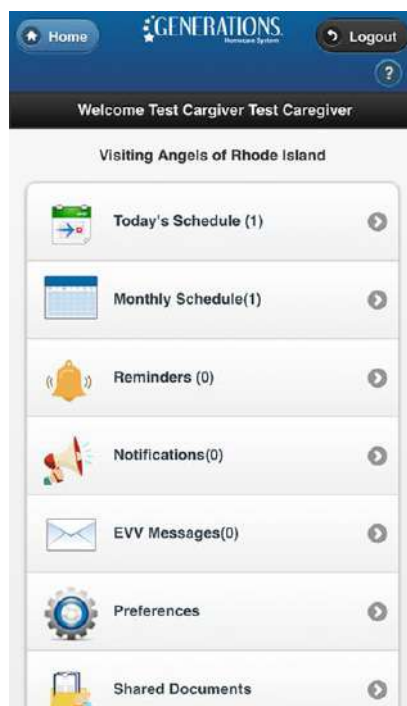 Home
GENERATIONS
Homecare System
Logout
?
Welcome Test Cargiver Test Caregiver
Visiting Angels of Rhode Island
Today's Schedule (1)
Monthly Schedule(1)
Reminders (0)
Notifications(0)
EVV Messages(0)
Preferences
Shared Documents